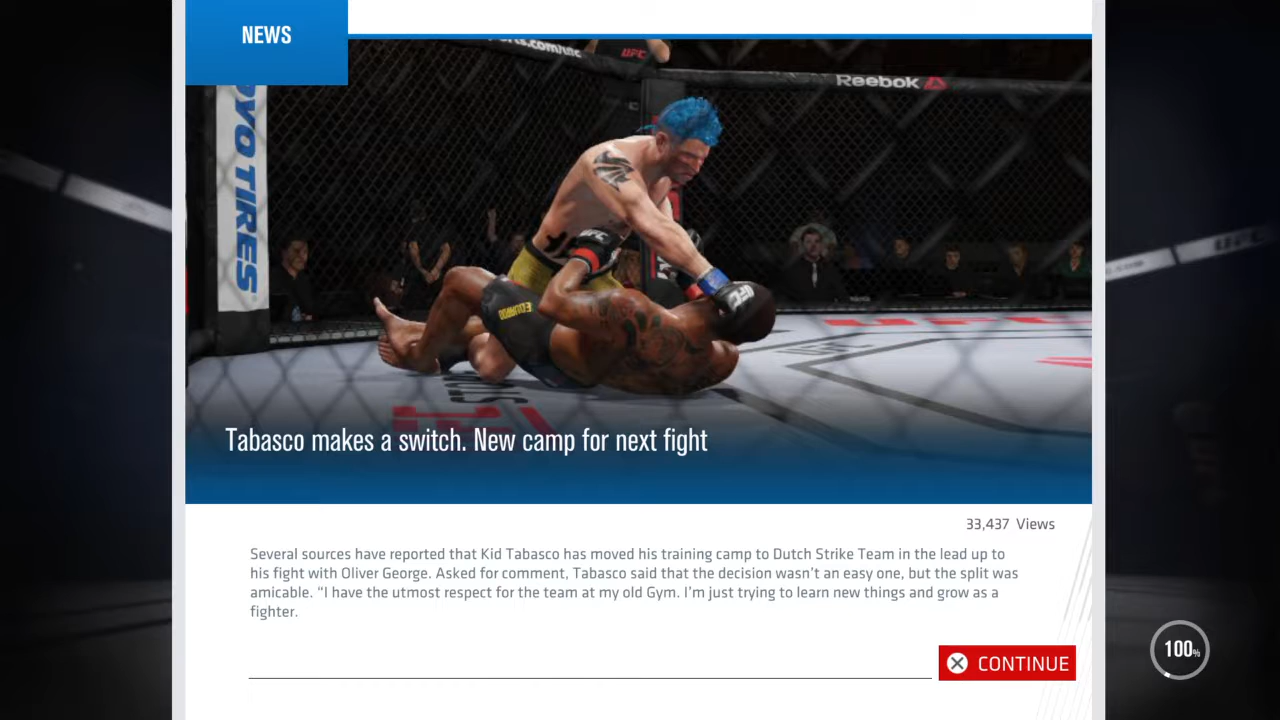 NEWS
UFC
Reebok
OYO TIRES
UFC
UFC
EDUARDO
Tabasco makes a switch. New camp for next fight
33,437 Views
Several sources have reported that Kid Tabasco has moved his training camp to Dutch Strike Team in the lead up to
his fight with Oliver George. Asked for comment, Tabasco said that the decision wasn't an easy one, but the split was
amicable. "I have the utmost respect for the team at my old Gym. I'm just trying to learn new things and grow as a
fighter.
100%
CONTINUE